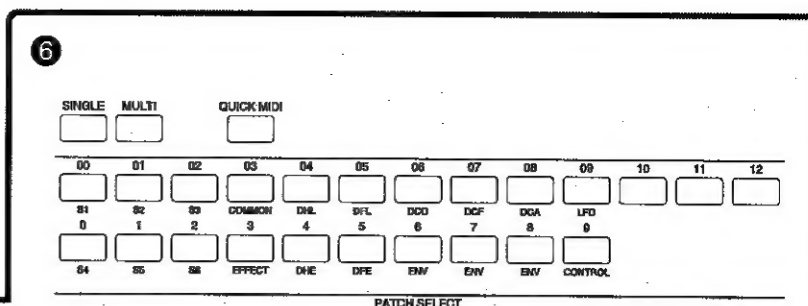 6
SINGLE MULTI QUICK MIDI
00 01 02 03 04 05 06 07 08 09 10 11 12
S1 S2 S3 COMMON DHL DFL DCO DCF DCA LFO
0 1 2 3 4 5 6 7 8 9
S4 S5 S6 EFFECT DHE DFE ENV ENV ENV CONTROL
PATCH SELECT